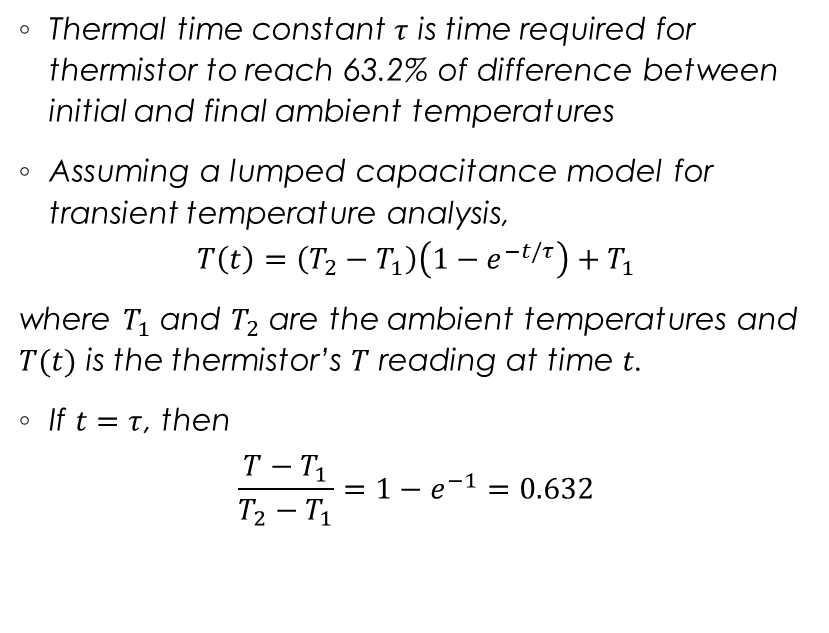 ◦ Thermal time constant τ is time required for
thermistor to reach 63.2% of difference between
initial and final ambient temperatures
◦ Assuming a lumped capacitance model for
transient temperature analysis,
T(t) = (T₂ − T₁)(1 − e^(−t/τ)) + T₁
where T₁ and T₂ are the ambient temperatures and
T(t) is the thermistor’s T reading at time t.
◦ If t = τ, then
(T − T₁)/(T₂ − T₁) = 1 − e⁻¹ = 0.632